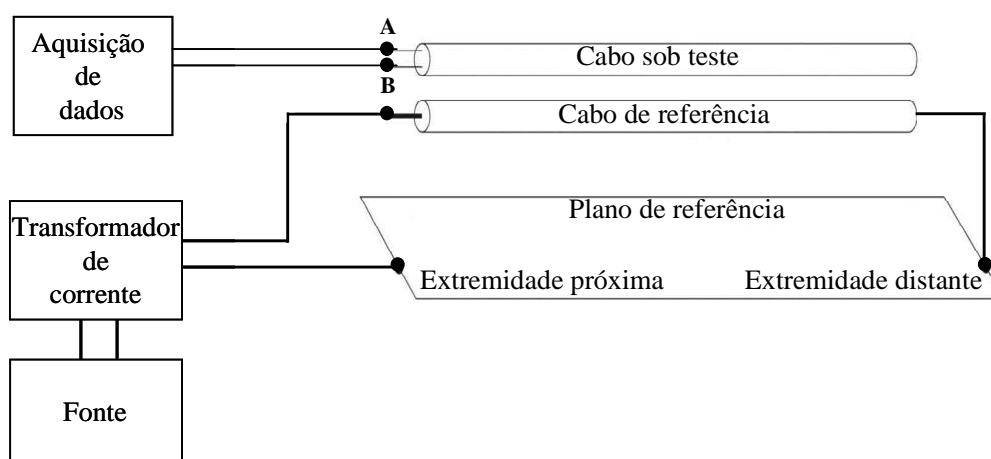 Aquisição
de
dados
A
B
Cabo sob teste
Cabo de referência
Plano de referência
Transformador
de
corrente
Extremidade próxima
Extremidade distante
Fonte